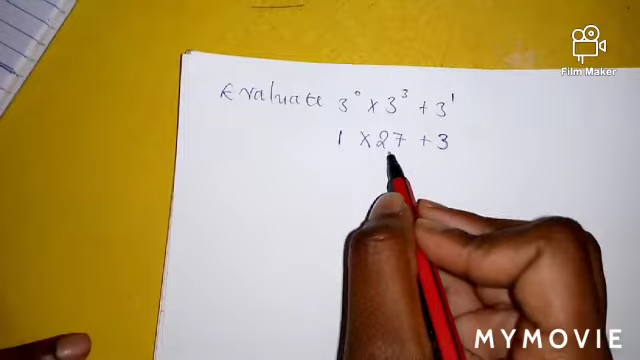 Evaluate 3⁰ × 3³ + 3¹
1 × 27 + 3
Film Maker
MYMOVIE